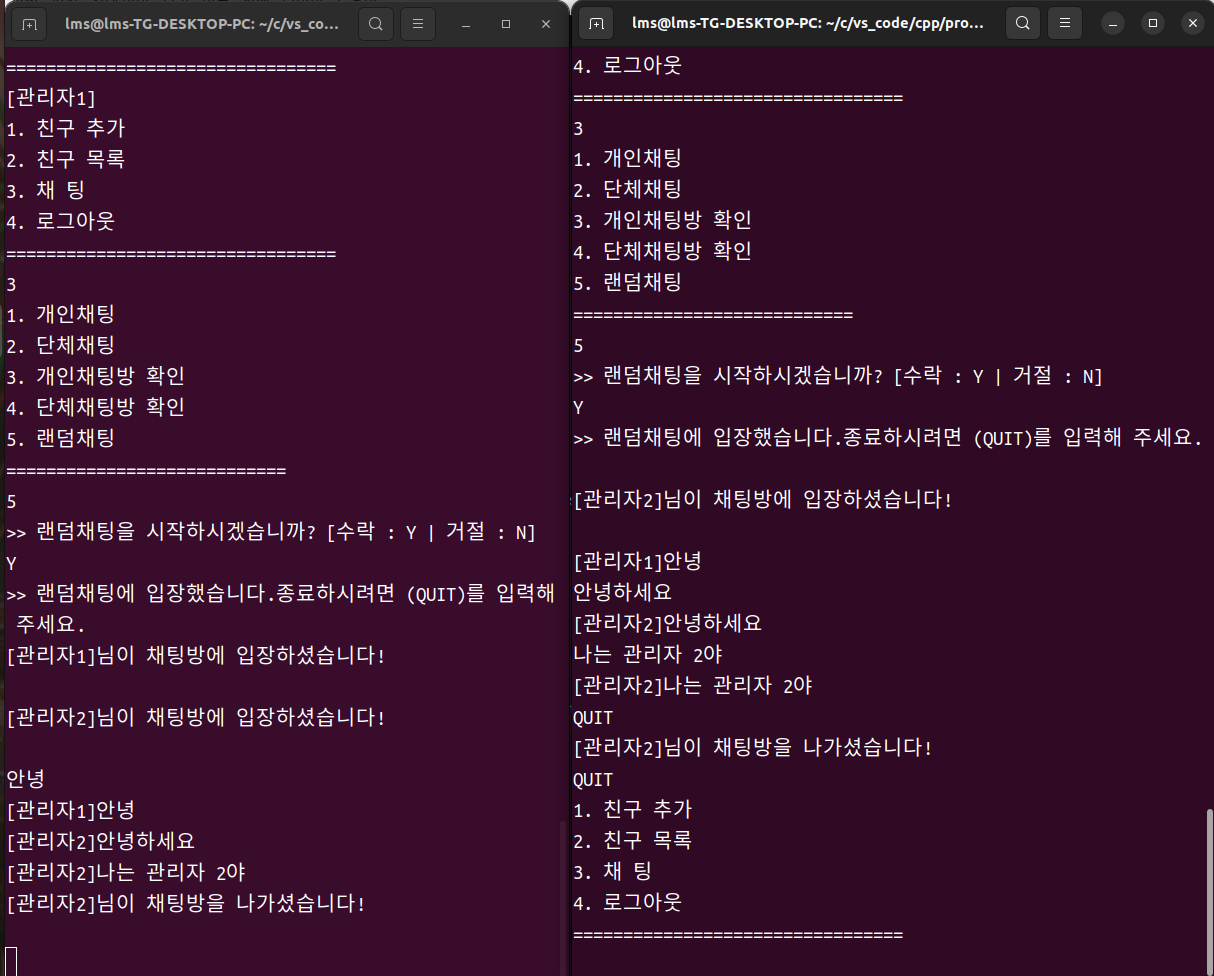 lms@lms-TG-DESKTOP-PC: ~/c/vs_co...
================================
[관리자1]
1. 친구 추가
2. 친구 목록
3. 채 팅
4. 로그아웃
=================================
3
1. 개인채팅
2. 단체채팅
3. 개인채팅방 확인
4. 단체채팅방 확인
5. 랜덤채팅
============================
5
>> 랜덤채팅을 시작하시겠습니까? [수락 : Y | 거절 : N]
Y
>> 랜덤채팅에 입장했습니다.종료하시려면 (QUIT)를 입력해
주세요.
[관리자1]님이 채팅방에 입장하셨습니다!
[관리자2]님이 채팅방에 입장하셨습니다!
안녕
[관리자1]안녕
[관리자2]안녕하세요
[관리자2]나는 관리자 2야
[관리자2]님이 채팅방을 나가셨습니다!
lms@lms-TG-DESKTOP-PC: ~/c/vs_code/cpp/pro...
4. 로그아웃
=================================
3
1. 개인채팅
2. 단체채팅
3. 개인채팅방 확인
4. 단체채팅방 확인
5. 랜덤채팅
============================
5
>> 랜덤채팅을 시작하시겠습니까? [수락 : Y | 거절 : N]
Y
>> 랜덤채팅에 입장했습니다.종료하시려면 (QUIT)를 입력해 주세요.
[관리자2]님이 채팅방에 입장하셨습니다!
[관리자1]안녕
안녕하세요
[관리자2]안녕하세요
나는 관리자 2야
[관리자2]나는 관리자 2야
QUIT
[관리자2]님이 채팅방을 나가셨습니다!
QUIT
1. 친구 추가
2. 친구 목록
3. 채 팅
4. 로그아웃
=================================